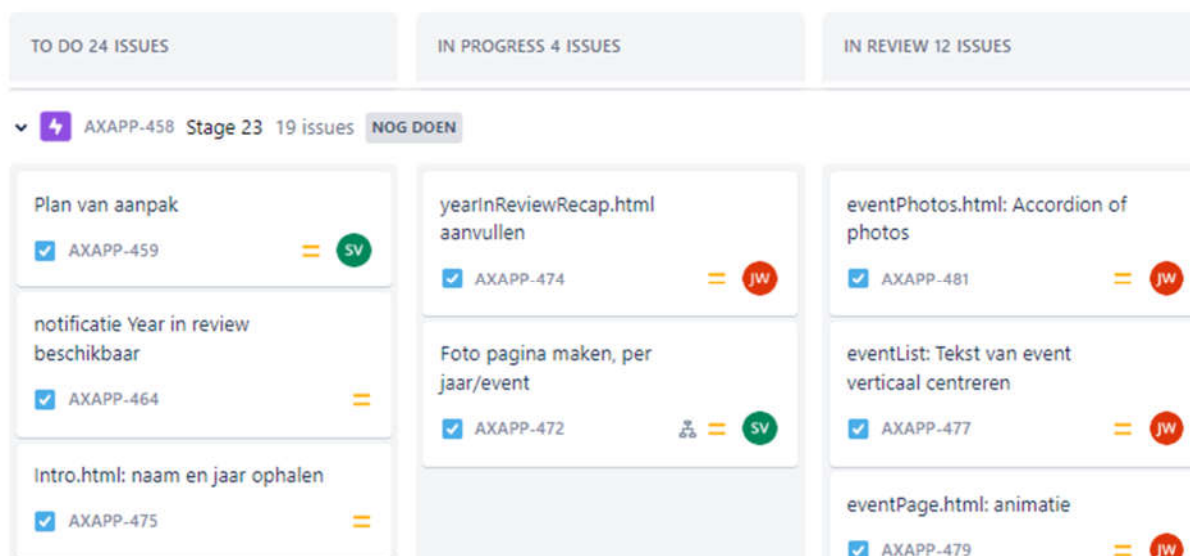 TO DO 24 ISSUES
IN PROGRESS 4 ISSUES
IN REVIEW 12 ISSUES
AXAPP-458 Stage 23 19 issues NOG DOEN
Plan van aanpak
AXAPP-459 SV
notificatie Year in review
beschikbaar
AXAPP-464
Intro.html: naam en jaar ophalen
AXAPP-475
yearInReviewRecap.html
aanvullen
AXAPP-474 JW
Foto pagina maken, per
jaar/event
AXAPP-472 SV
eventPhotos.html: Accordion of
photos
AXAPP-481 JW
eventList: Tekst van event
verticaal centreren
AXAPP-477 JW
eventPage.html: animatie
AXAPP-479 JW